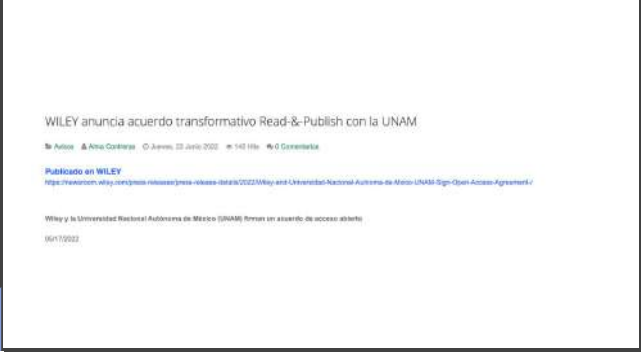 WILEY anuncia acuerdo transformativo Read-&-Publish con la UNAM
Avisos Alma Contreras Jueves, 23 Junio 2022 145 Hits 0 Comentarios
Publicado en WILEY
https://newsroom.wiley.com/press-releases/press-release-details/2022/Wiley-and-Universidad-Nacional-Autnoma-de-Mxico-UNAM-Sign-Open-Access-Agreement-/
Wiley y la Universidad Nacional Autónoma de México (UNAM) firman un acuerdo de acceso abierto
06/17/2022